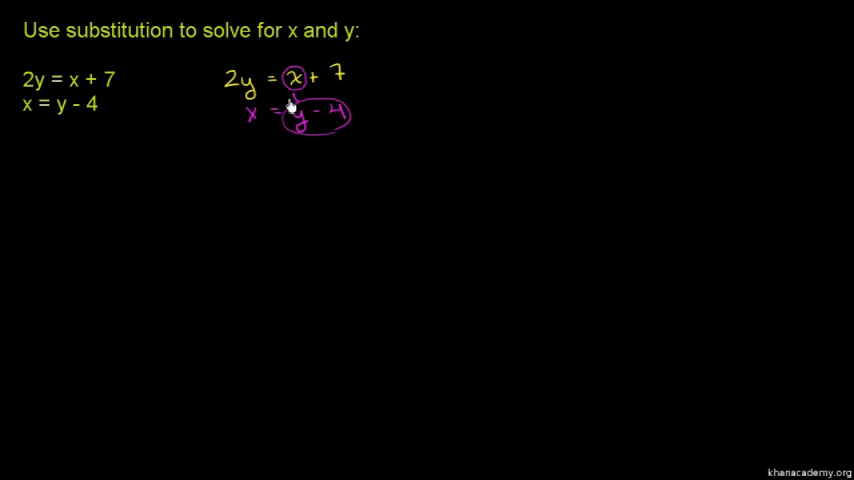 Use substitution to solve for x and y:
2y = x + 7
x = y - 4
2y = x + 7
x = y - 4
khanacademy.org